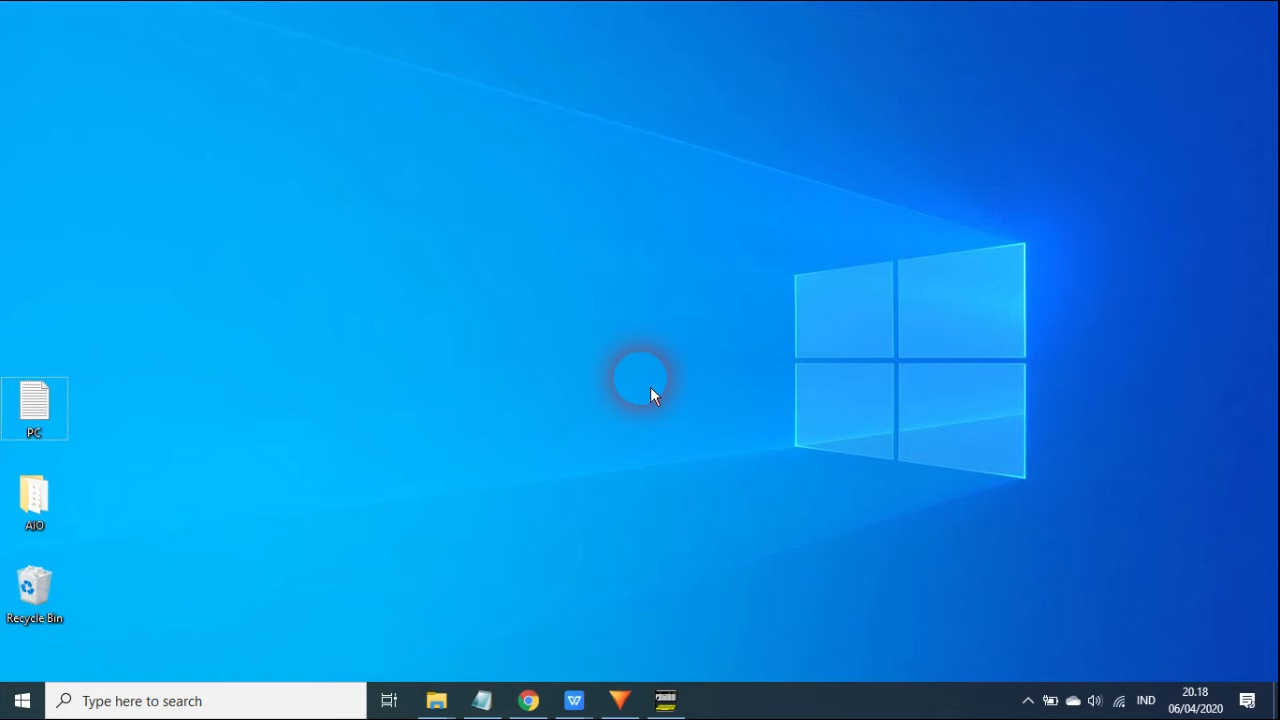 PC
AIO
Recycle Bin
Type here to search
IND
20.18
06/04/2020